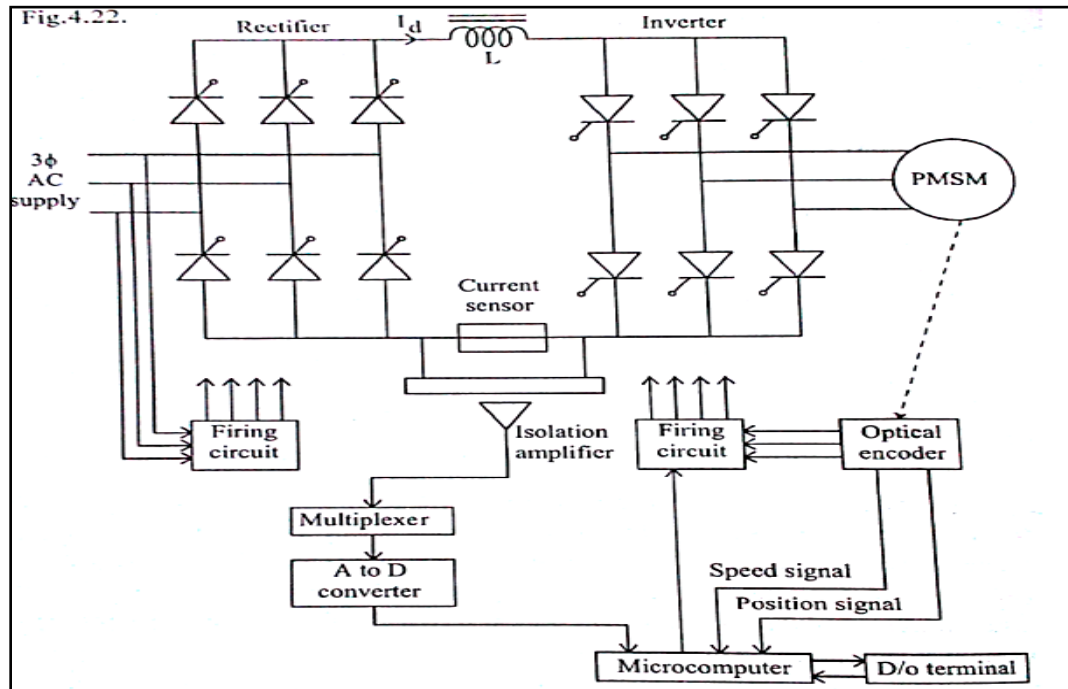 Fig.4.22.
Rectifier
I_d
L
Inverter
3ϕ
AC
supply
PMSM
Current
sensor
Firing
circuit
Isolation
amplifier
Firing
circuit
Optical
encoder
Multiplexer
A to D
converter
Speed signal
Position signal
Microcomputer
D/o terminal